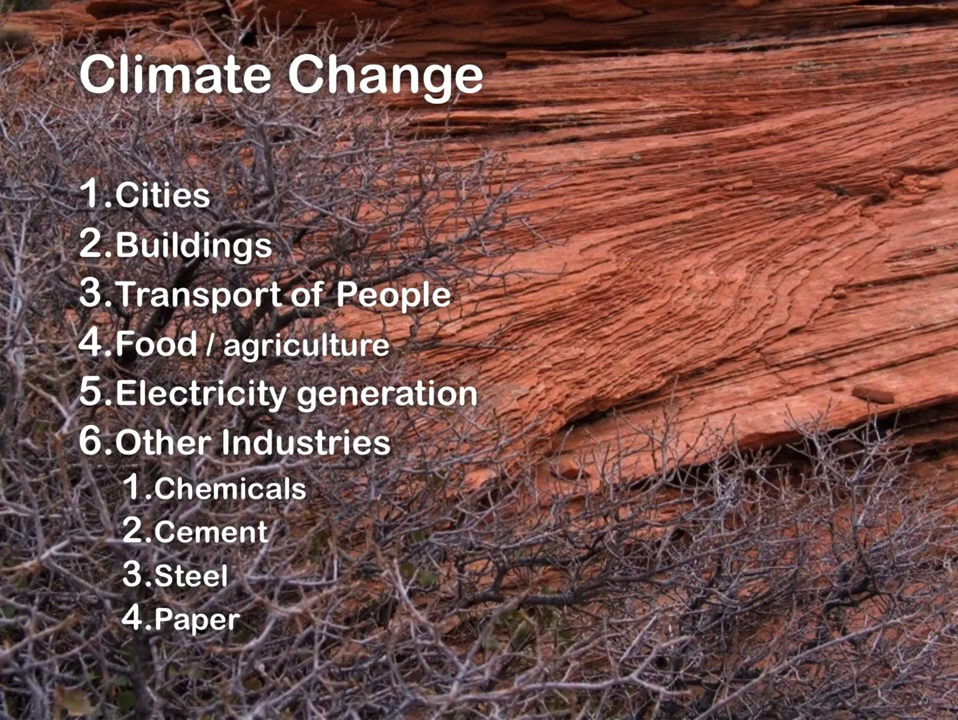 Climate Change
1.Cities
2.Buildings
3.Transport of People
4.Food / agriculture
5.Electricity generation
6.Other Industries
1.Chemicals
2.Cement
3.Steel
4.Paper